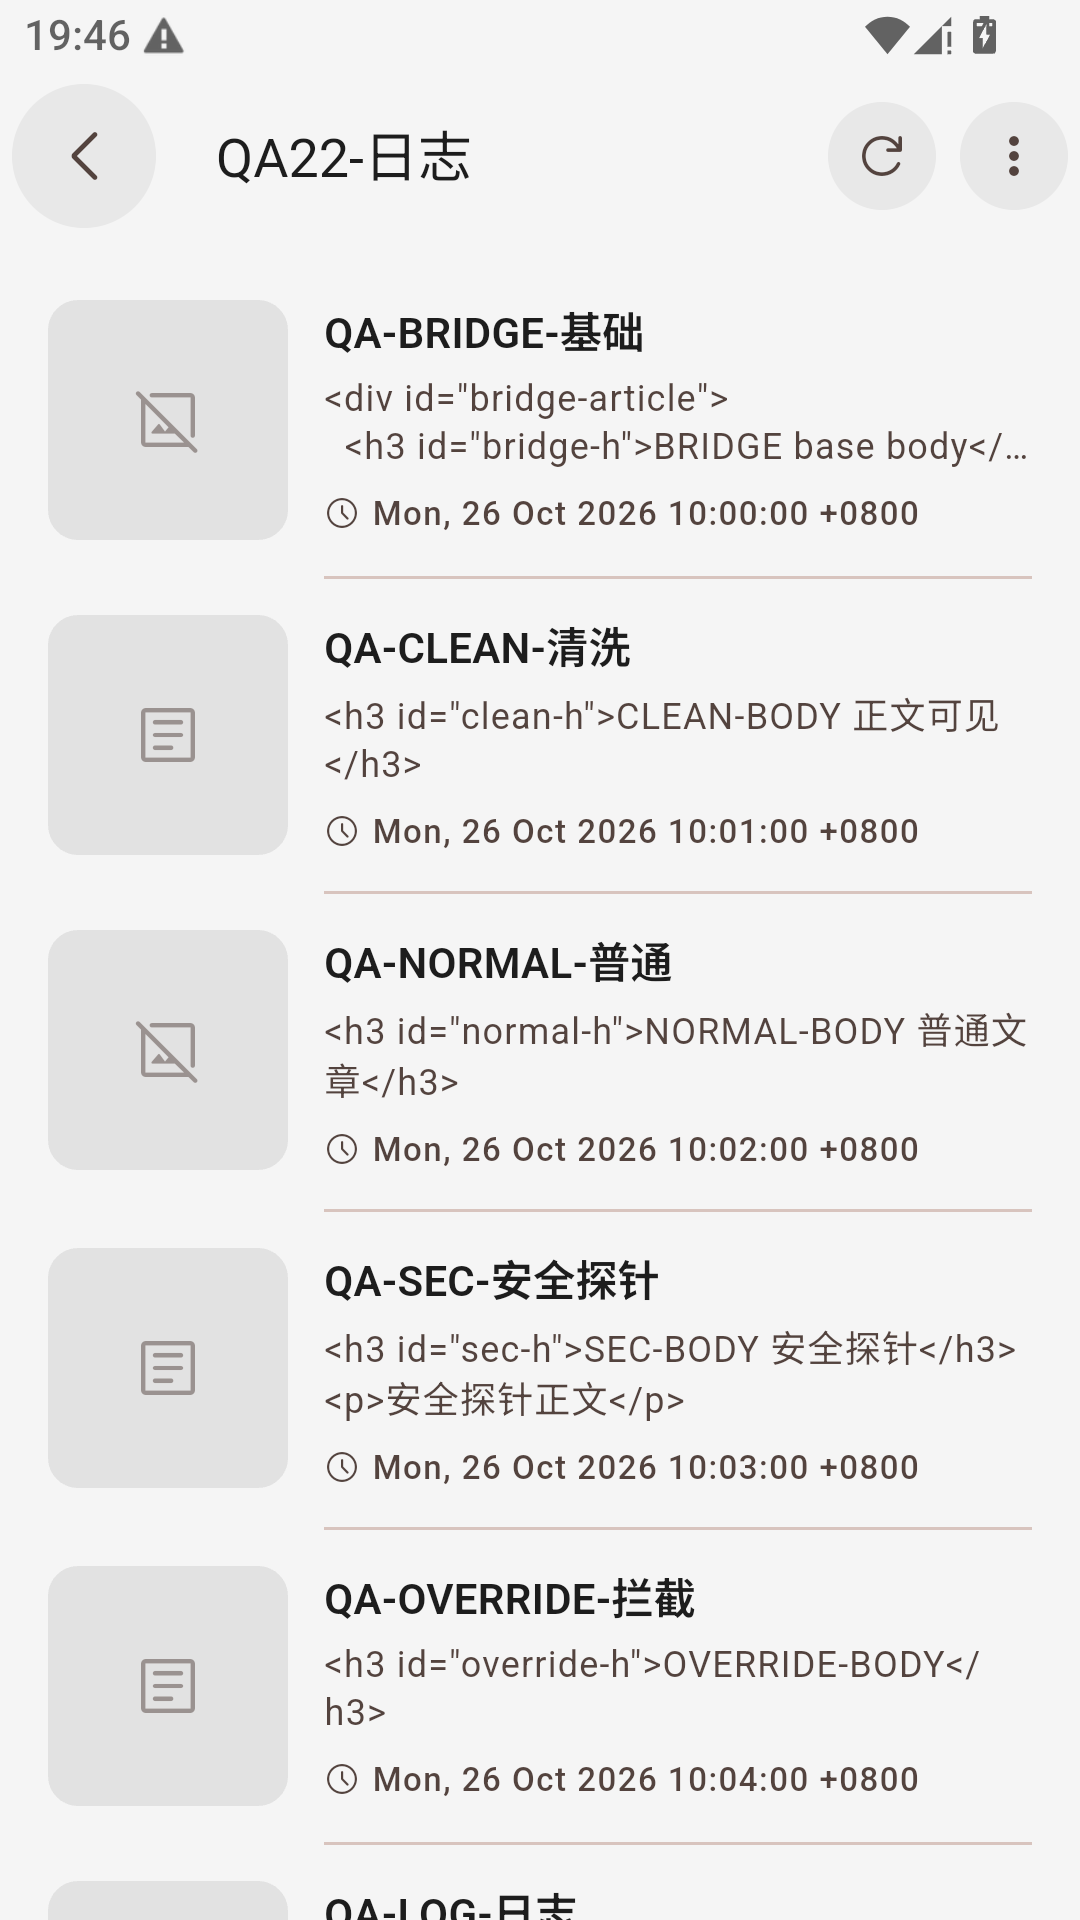 19:46
QA22-日志
QA-BRIDGE-基础
<div id="bridge-article">
<h3 id="bridge-h">BRIDGE base body</...
Mon, 26 Oct 2026 10:00:00 +0800
QA-CLEAN-清洗
<h3 id="clean-h">CLEAN-BODY 正文可见
</h3>
Mon, 26 Oct 2026 10:01:00 +0800
QA-NORMAL-普通
<h3 id="normal-h">NORMAL-BODY 普通文
章</h3>
Mon, 26 Oct 2026 10:02:00 +0800
QA-SEC-安全探针
<h3 id="sec-h">SEC-BODY 安全探针</h3>
<p>安全探针正文</p>
Mon, 26 Oct 2026 10:03:00 +0800
QA-OVERRIDE-拦截
<h3 id="override-h">OVERRIDE-BODY</
h3>
Mon, 26 Oct 2026 10:04:00 +0800
QA-LOG-日志